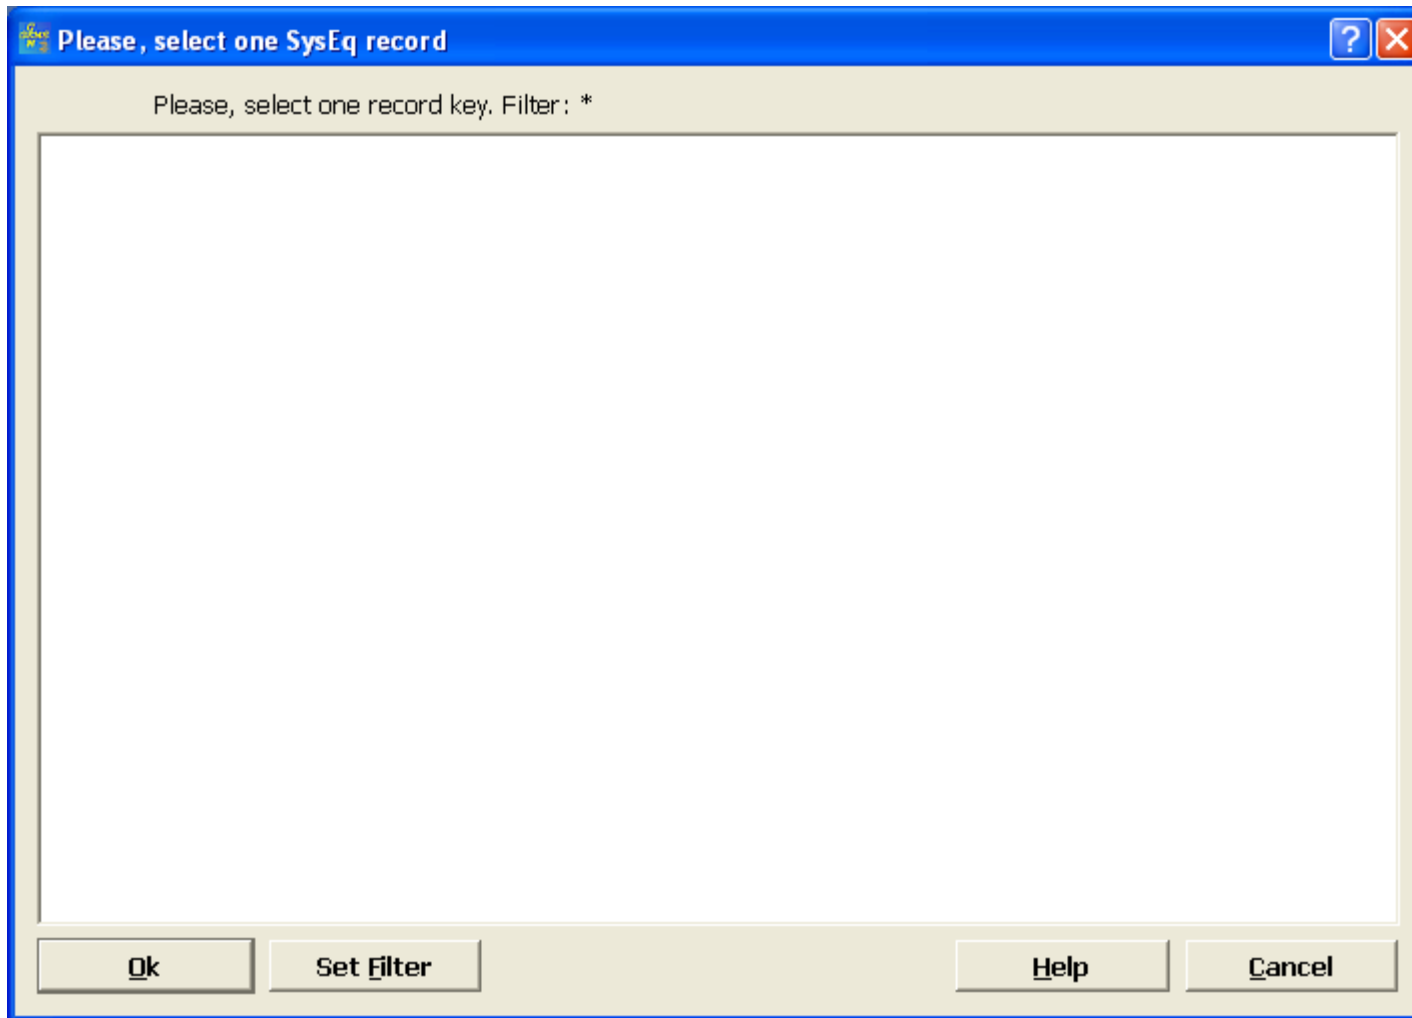 Please, select one SysEq record
?
Please, select one record key. Filter: *
Ok
Set Filter
Help
Cancel